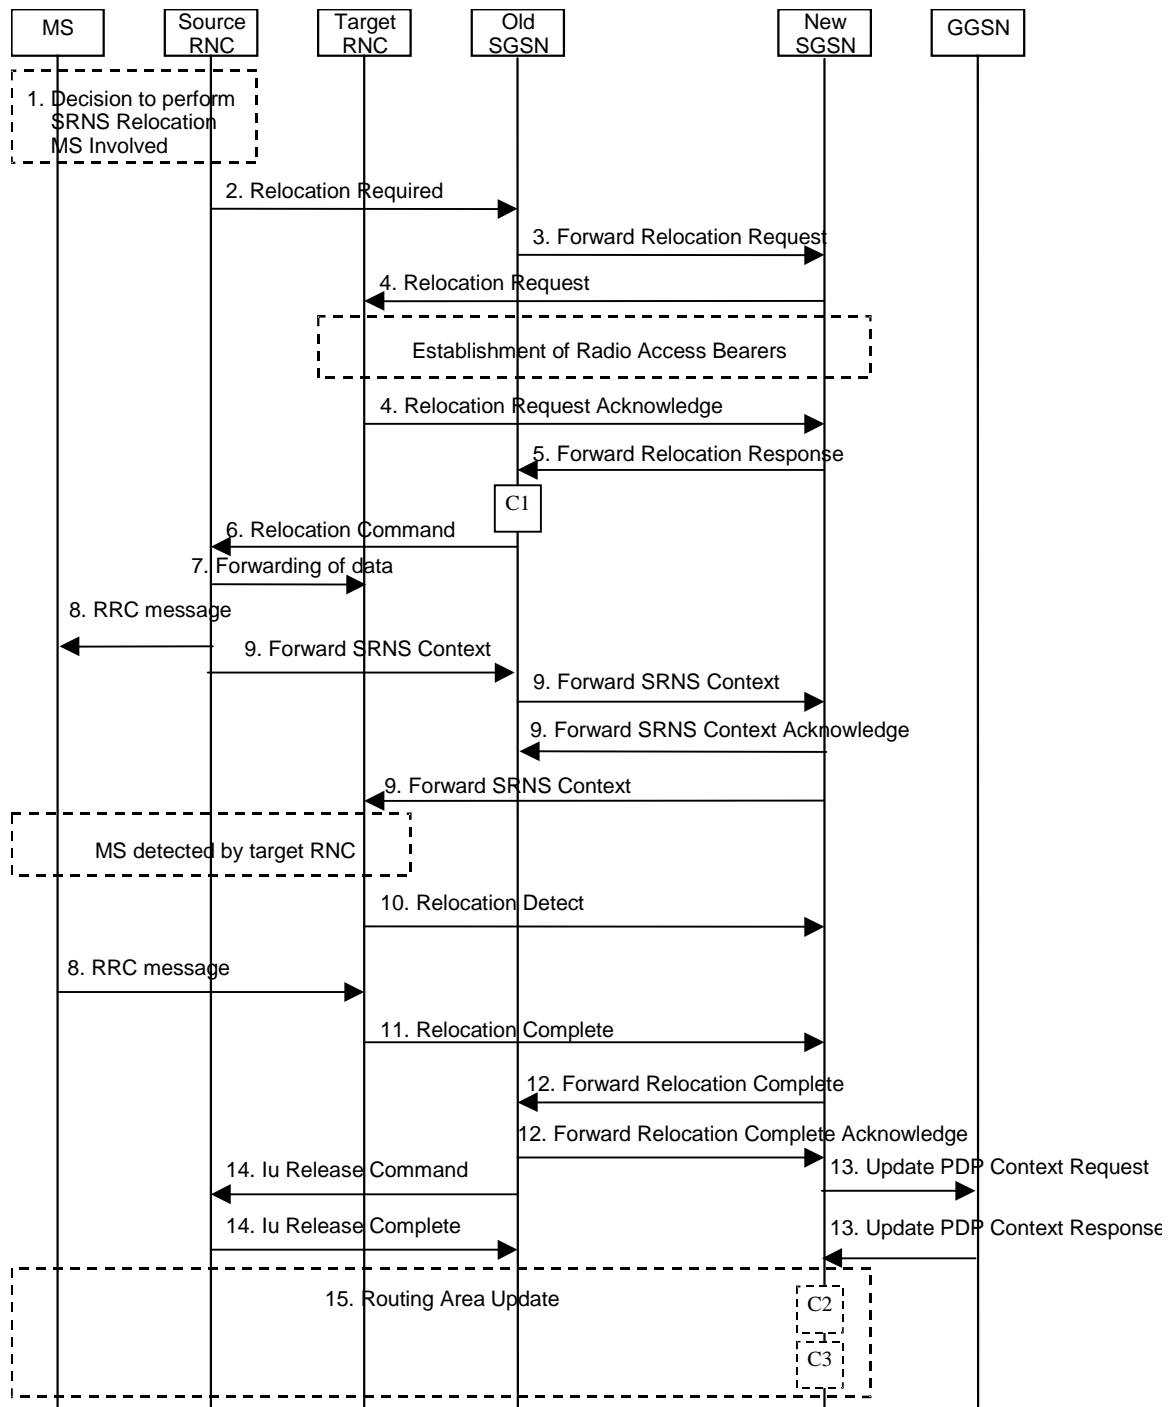 MS
Source
RNC
Target
RNC
Old
SGSN
New
SGSN
GGSN
1. Decision to perform
SRNS Relocation
MS Involved
2. Relocation Required
3. Forward Relocation Request
4. Relocation Request
Establishment of Radio Access Bearers
4. Relocation Request Acknowledge
5. Forward Relocation Response
C1
6. Relocation Command
7. Forwarding of data
8. RRC message
9. Forward SRNS Context
9. Forward SRNS Context
9. Forward SRNS Context Acknowledge
9. Forward SRNS Context
MS detected by target RNC
10. Relocation Detect
8. RRC message
11. Relocation Complete
12. Forward Relocation Complete
12. Forward Relocation Complete Acknowledge
13. Update PDP Context Request
14. Iu Release Command
14. Iu Release Complete
13. Update PDP Context Response
15. Routing Area Update
C2
C3